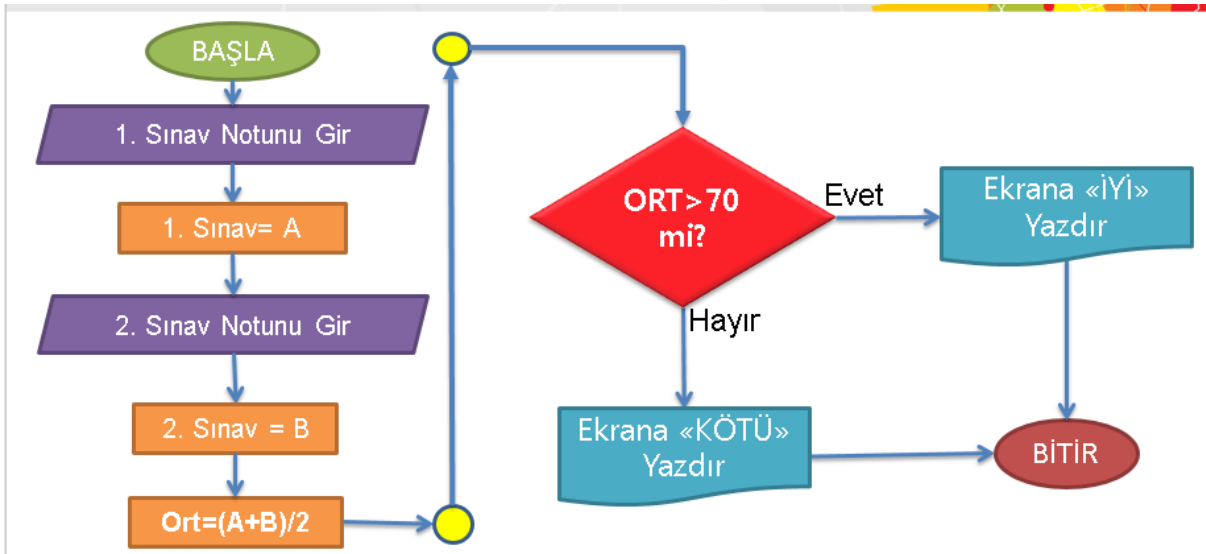 BAŞLA
1. Sınav Notunu Gir
1. Sınav= A
2. Sınav Notunu Gir
2. Sınav = B
Ort=(A+B)/2
ORT>70
mi?
Evet
Ekrana «İYİ»
Yazdır
Hayır
Ekrana «KÖTÜ»
Yazdır
BİTİR